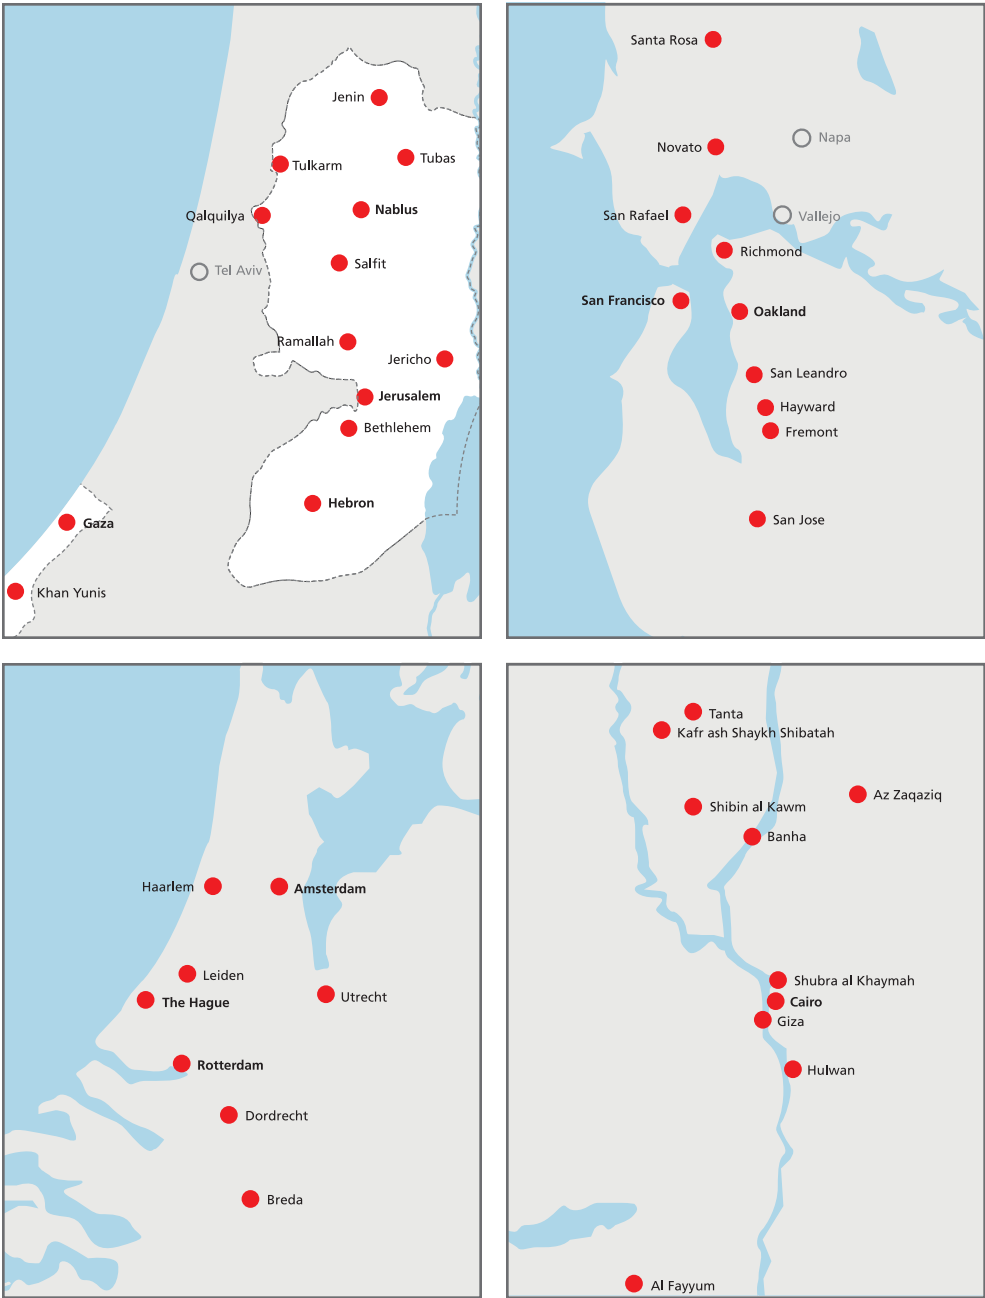 Jenin
Tubas
Tulkarm
Nablus
Qalquilya
Salfit
Tel Aviv
Ramallah
Jericho
Jerusalem
Bethlehem
Hebron
Gaza
Khan Yunis
Santa Rosa
Napa
Novato
San Rafael
Vallejo
Richmond
San Francisco
Oakland
San Leandro
Hayward
Fremont
San Jose
Haarlem
Amsterdam
Leiden
The Hague
Utrecht
Rotterdam
Dordrecht
Breda
Tanta
Kafr ash Shaykh Shibatah
Az Zaqaziq
Shibin al Kawm
Banha
Shubra al Khaymah
Cairo
Giza
Hulwan
Al Fayyum